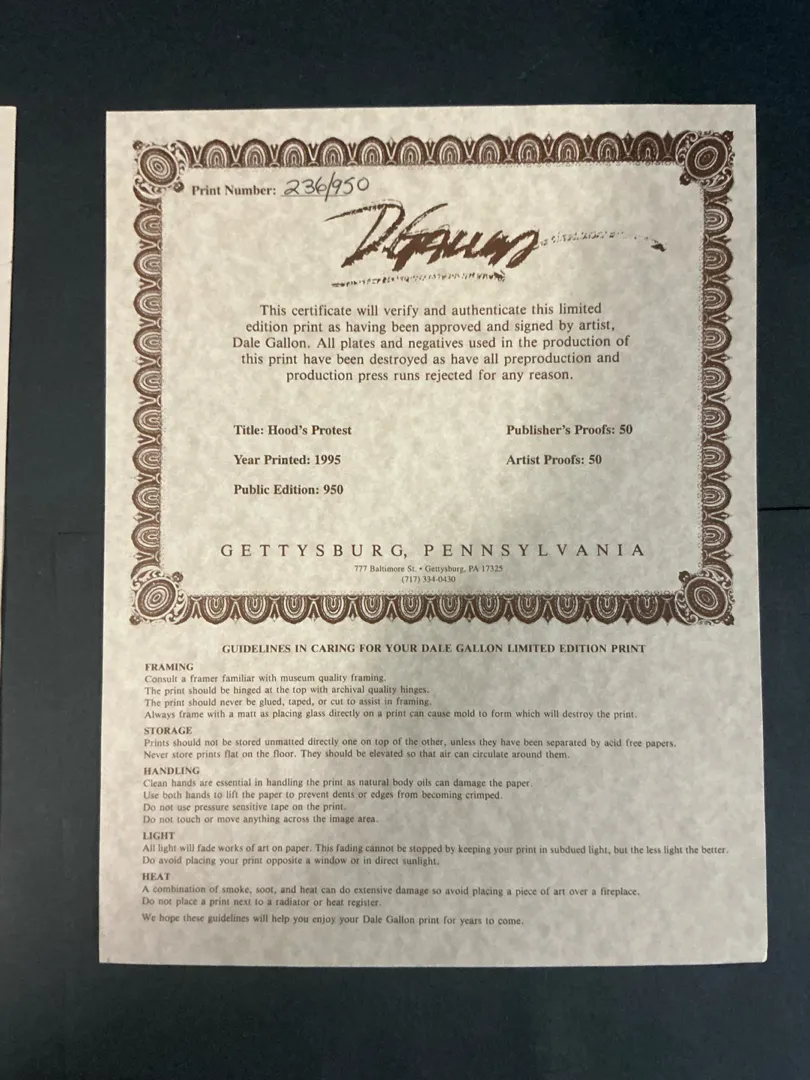 Print Number: 236/950
D Gallon
This certificate will verify and authenticate this limited
edition print as having been approved and signed by artist,
Dale Gallon. All plates and negatives used in the production of
this print have been destroyed as have all preproduction and
production press runs rejected for any reason.
Title: Hood's Protest
Publisher's Proofs: 50
Year Printed: 1995
Artist Proofs: 50
Public Edition: 950
GETTYSBURG, PENNSYLVANIA
777 Baltimore St. • Gettysburg, PA 17325
(717) 334-0430
GUIDELINES IN CARING FOR YOUR DALE GALLON LIMITED EDITION PRINT
FRAMING
Consult a framer familiar with museum quality framing.
The print should be hinged at the top with archival quality hinges.
The print should never be glued, taped, or cut to assist in framing.
Always frame with a matt as placing glass directly on a print can cause mold to form which will destroy the print.
STORAGE
Prints should not be stored unmatted directly one on top of the other, unless they have been separated by acid free papers.
Never store prints flat on the floor. They should be elevated so that air can circulate around them.
HANDLING
Clean hands are essential in handling the print as natural body oils can damage the paper.
Use both hands to lift the paper to prevent dents or edges from becoming crimped.
Do not use pressure sensitive tape on the print.
Do not touch or move anything across the image area.
LIGHT
All light will fade works of art on paper. This fading cannot be stopped by keeping your print in subdued light, but the less light the better.
Do avoid placing your print opposite a window or in direct sunlight.
HEAT
A combination of smoke, soot, and heat can do extensive damage so avoid placing a piece of art over a fireplace.
Do not place a print next to a radiator or heat register.
We hope these guidelines will help you enjoy your Dale Gallon print for years to come.